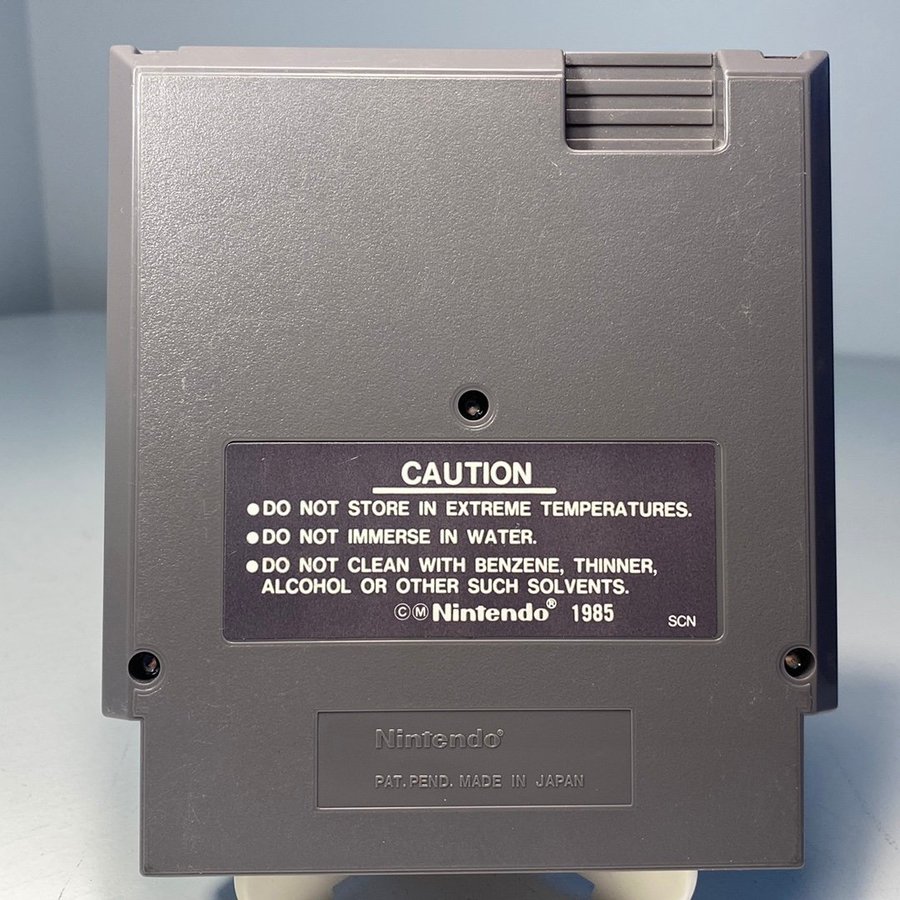 CAUTION
●DO NOT STORE IN EXTREME TEMPERATURES.
●DO NOT IMMERSE IN WATER.
●DO NOT CLEAN WITH BENZENE, THINNER,
ALCOHOL OR OTHER SUCH SOLVENTS.
ⒸⓂNintendo® 1985
SCN
Nintendo®
PAT. PEND. MADE IN JAPAN